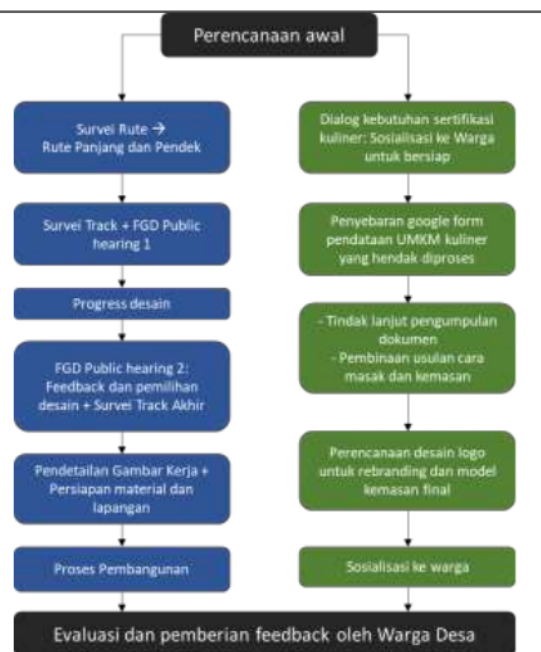 Perencanaan awal
Survei Rute →
Rute Panjang dan Pendek
Survei Track + FGD Public
hearing 1
Progress desain
FGD Public hearing 2:
Feedback dan pemilihan
desain + Survei Track Akhir
Pendetailan Gambar Kerja +
Persiapan material dan
lapangan
Proses Pembangunan
Dialog kebutuhan sertifikasi
kuliner: Sosialisasi ke Warga
untuk bersiap
Penyebaran google form
pendataan UMKM kuliner
yang hendak diproses
- Tindak lanjut pengumpulan
dokumen
- Pembinaan usulan cara
masak dan kemasan
Perencanaan desain logo
untuk rebranding dan model
kemasan final
Sosialisasi ke warga
Evaluasi dan pemberian feedback oleh Warga Desa